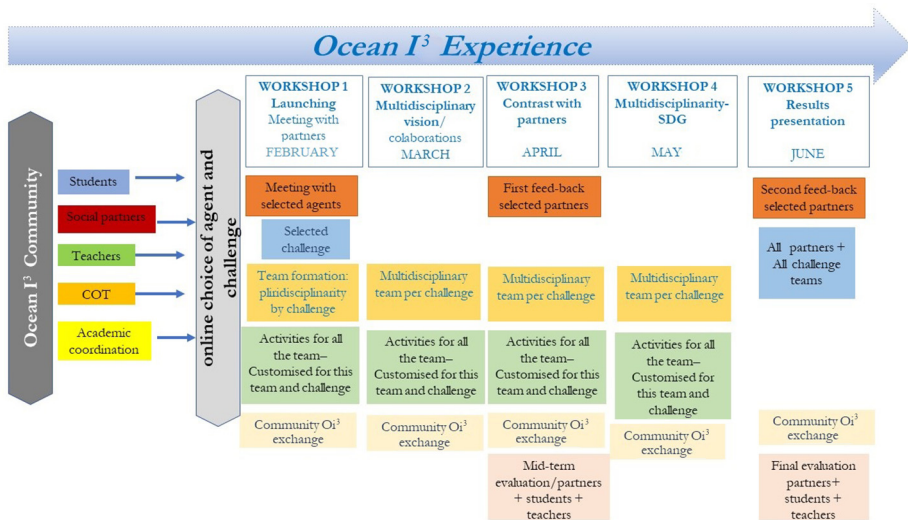 Ocean I³ Experience
Ocean I³ Community
Students
Social partners
Teachers
COT
Academic
coordination
online choice of agent and
challenge
WORKSHOP 1
Launching
Meeting with
partners
FEBRUARY
Meeting with
selected agents
Selected
challenge
Team formation:
pluridisciplinarity
by challenge
Activities for all
the team–
Customised for this
team and challenge
Community Oi³
exchange
WORKSHOP 2
Multidisciplinary
vision/
colaborations
MARCH
Multidisciplinary
team per challenge
Activities for all
the team–
Customised for this
team and challenge
Community Oi³
exchange
WORKSHOP 3
Contrast with
partners
APRIL
First feed-back
selected partners
Multidisciplinary
team per challenge
Activities for all
the team–
Customised for this
team and challenge
Community Oi³
exchange
Mid-term
evaluation/partners
+ students +
teachers
WORKSHOP 4
Multidisciplinarity-
SDG
MAY
Multidisciplinary
team per challenge
Activities for all
the team–
Customised for
this team and
challenge
Community Oi³
exchange
WORKSHOP 5
Results
presentation
JUNE
Second feed-back
selected partners
All partners +
All challenge
teams
Community Oi³
exchange
Final evaluation
partners+
students +
teachers